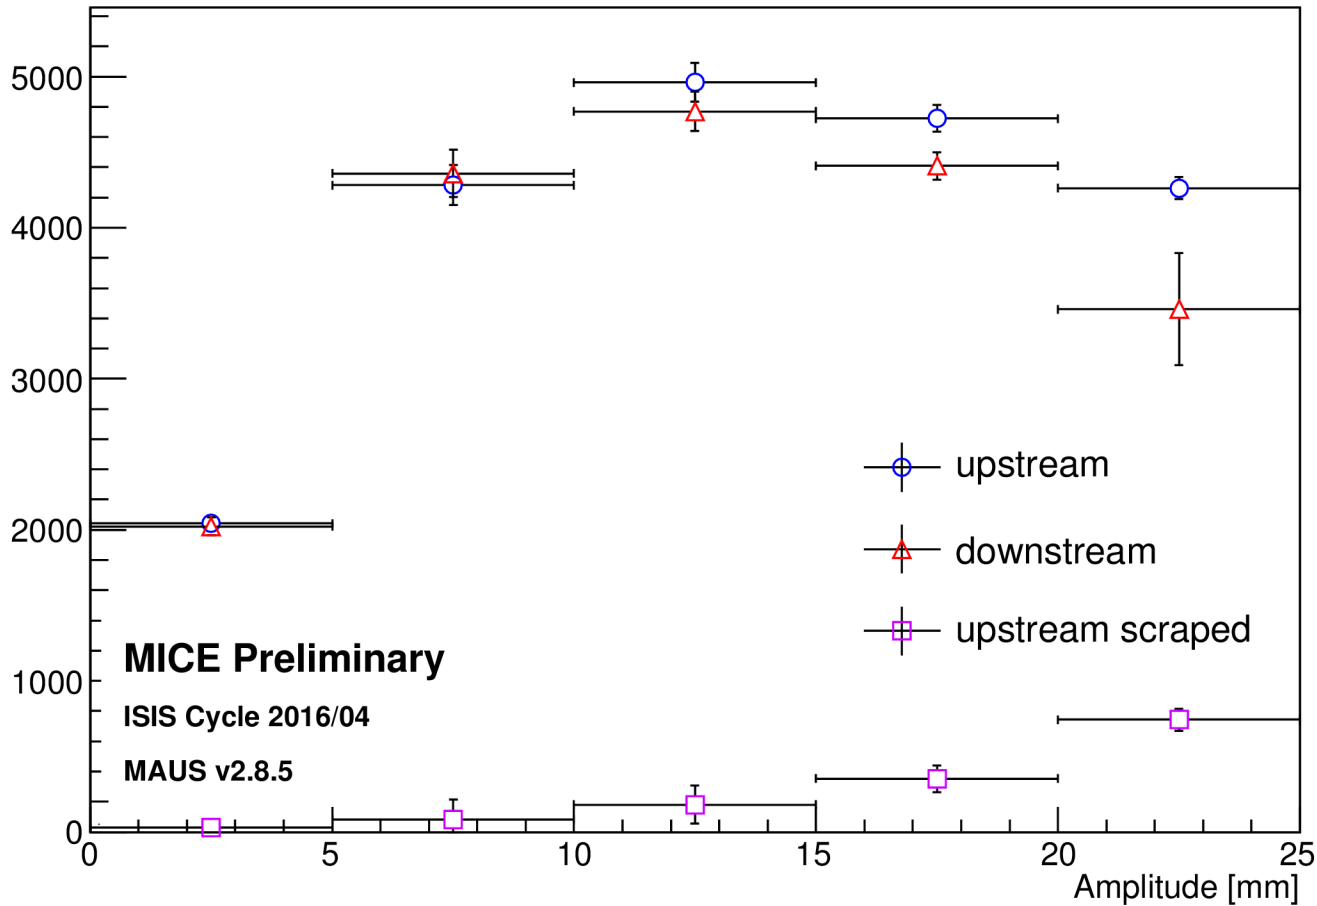 5000
4000
3000
2000
1000
0
upstream
downstream
upstream scraped
MICE Preliminary
ISIS Cycle 2016/04
MAUS v2.8.5
0 5 10 15 20 25
Amplitude [mm]